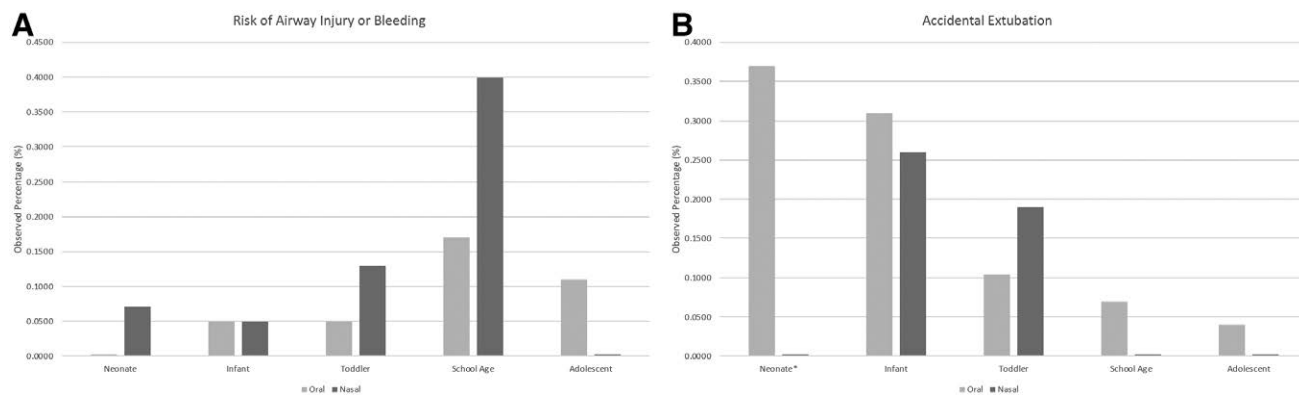 A
Risk of Airway Injury or Bleeding
0.4500
0.4000
0.3500
0.3000
0.2500
0.2000
0.1500
0.1000
0.0500
0.0000
Observed Percentage (%)
Neonate Infant Toddler School Age Adolescent
Oral Nasal
B
Accidental Extubation
0.4000
0.3500
0.3000
0.2500
0.2000
0.1500
0.1000
0.0500
0.0000
Observed Percentage (%)
Neonate* Infant Toddler School Age Adolescent
Oral Nasal